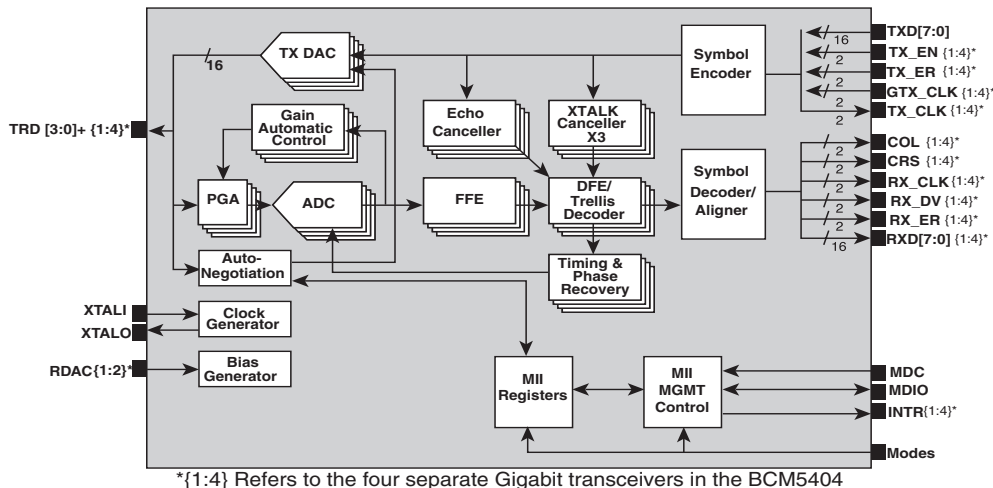 TRD [3:0]+ {1:4}*
XTALI
XTALO
RDAC{1:2}*
16
TX DAC
Gain
Automatic
Control
PGA
ADC
Auto-
Negotiation
Clock
Generator
Bias
Generator
Echo
Canceller
XTALK
Canceller
X3
FFE
DFE/
Trellis
Decoder
Timing &
Phase
Recovery
Symbol
Encoder
Symbol
Decoder/
Aligner
MII
Registers
MII
MGMT
Control
16
2
2
2
2
TXD[7:0]
TX_EN {1:4}*
TX_ER {1:4}*
GTX_CLK {1:4}*
TX_CLK {1:4}*
2
2
2
2
2
16
COL {1:4}*
CRS {1:4}*
RX_CLK{1:4}*
RX_DV {1:4}*
RX_ER {1:4}*
RXD[7:0] {1:4}*
MDC
MDIO
INTR{1:4}*
Modes
*{1:4} Refers to the four separate Gigabit transceivers in the BCM5404